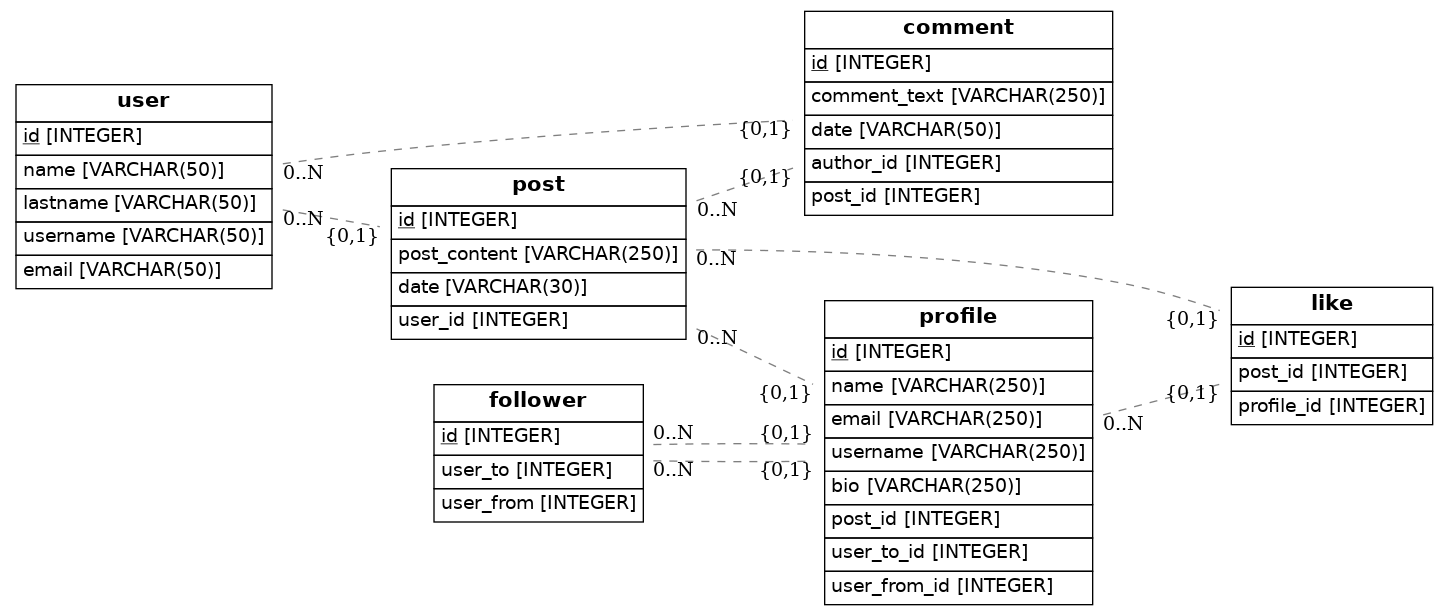 user
id [INTEGER]
name [VARCHAR(50)]
lastname [VARCHAR(50)]
username [VARCHAR(50)]
email [VARCHAR(50)]
0..N
0..N
{0,1}
{0,1}
{0,1}
post
id [INTEGER]
post_content [VARCHAR(250)]
date [VARCHAR(30)]
user_id [INTEGER]
0..N
0..N
0..N
comment
id [INTEGER]
comment_text [VARCHAR(250)]
date [VARCHAR(50)]
author_id [INTEGER]
post_id [INTEGER]
follower
id [INTEGER]
user_to [INTEGER]
user_from [INTEGER]
0..N
0..N
{0,1}
{0,1}
{0,1}
profile
id [INTEGER]
name [VARCHAR(250)]
email [VARCHAR(250)]
username [VARCHAR(250)]
bio [VARCHAR(250)]
post_id [INTEGER]
user_to_id [INTEGER]
user_from_id [INTEGER]
0..N
{0,1}
{0,1}
like
id [INTEGER]
post_id [INTEGER]
profile_id [INTEGER]